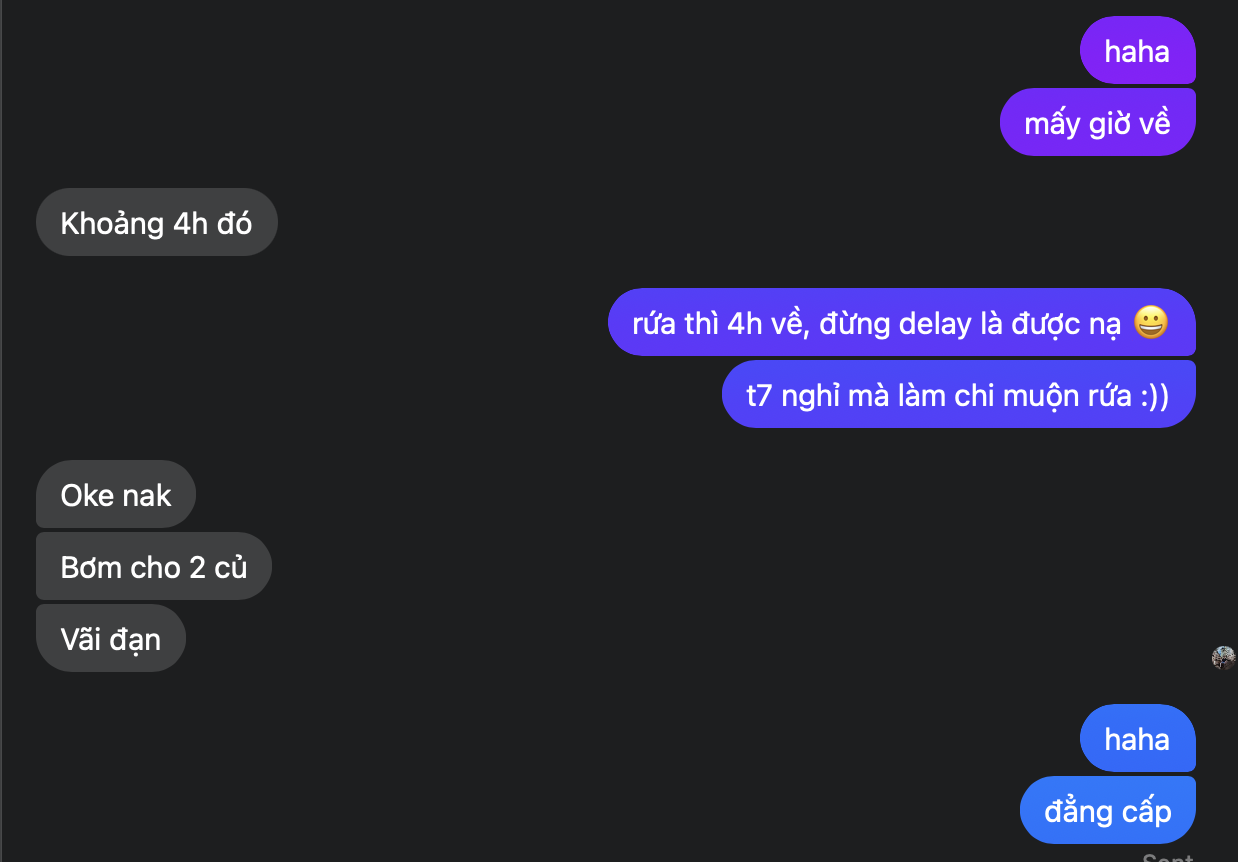 haha
mấy giờ về
Khoảng 4h đó
rứa thì 4h về, đừng delay là được nạ 😀
t7 nghỉ mà làm chi muộn rứa :))
Oke nak
Bơm cho 2 củ
Vãi đạn
haha
đẳng cấp